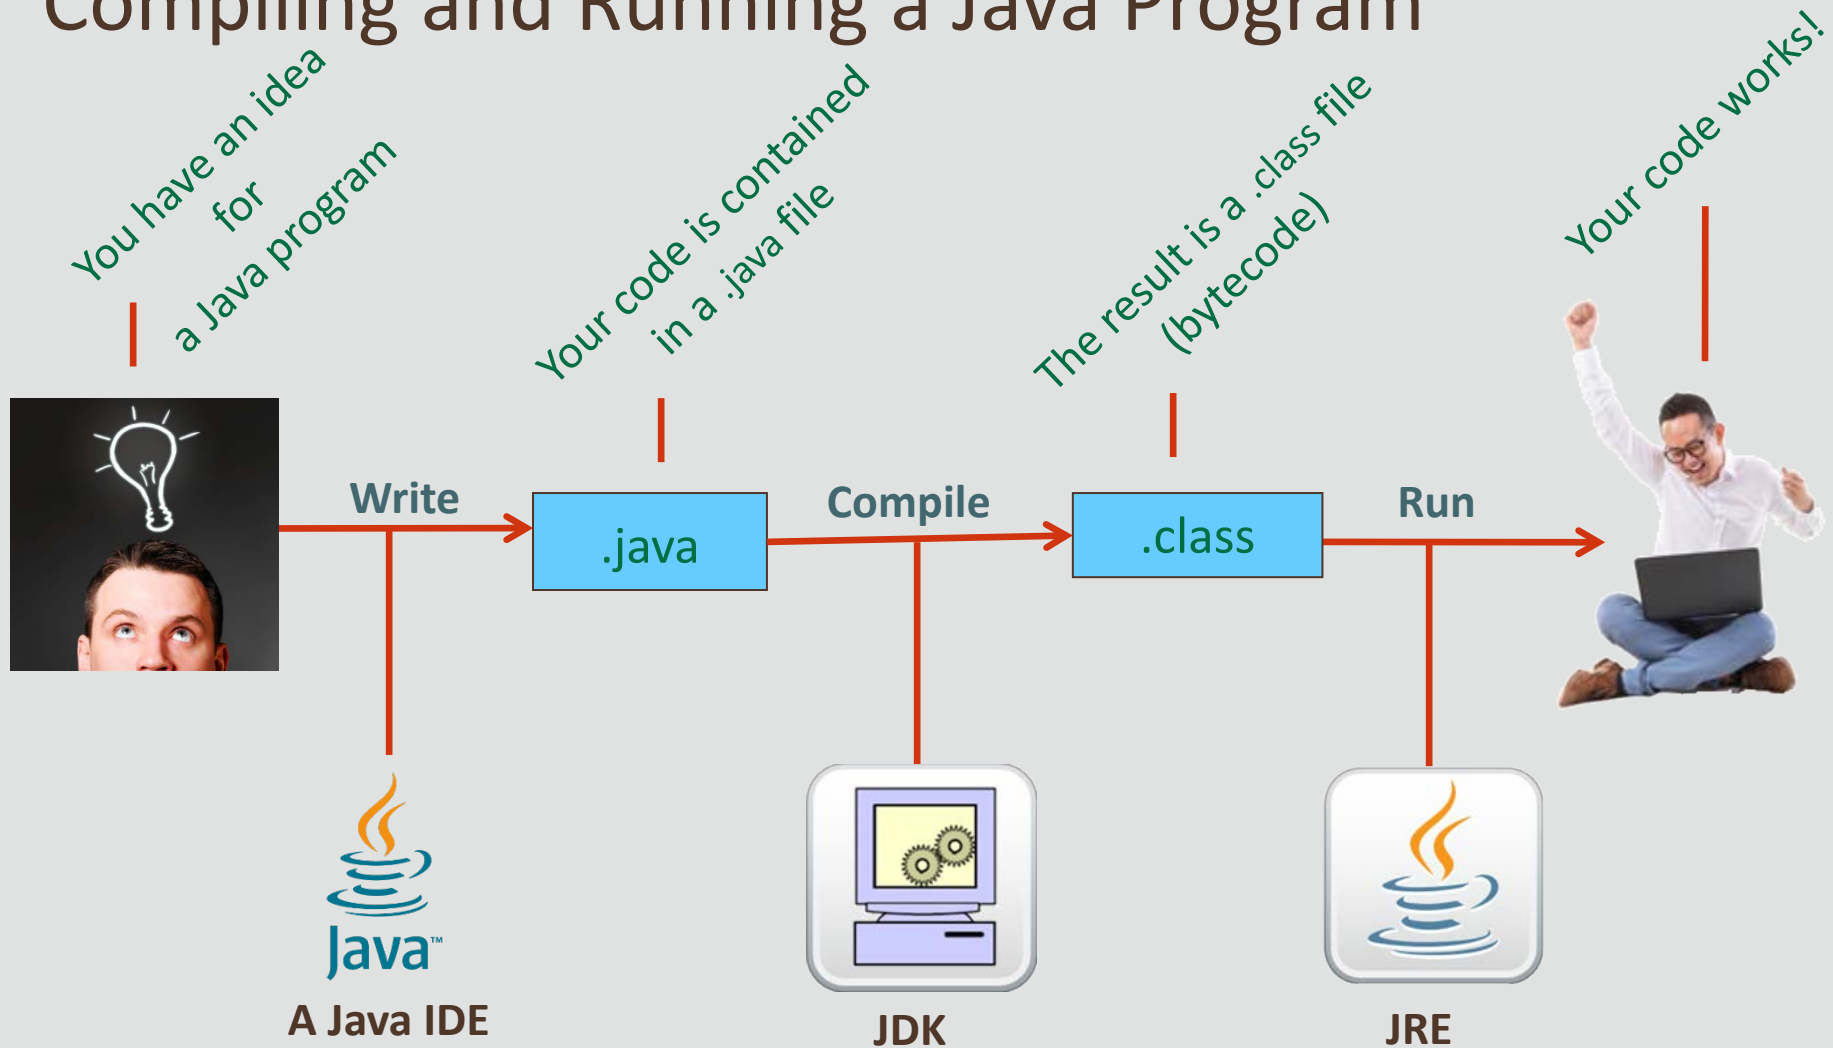 Compiling and Running a Java Program
You have an idea
for
a Java program
Your code is contained
in a .java file
The result is a .class file
(bytecode)
Your code works!
Write
.java
Compile
.class
Run
Java™
A Java IDE
JDK
JRE